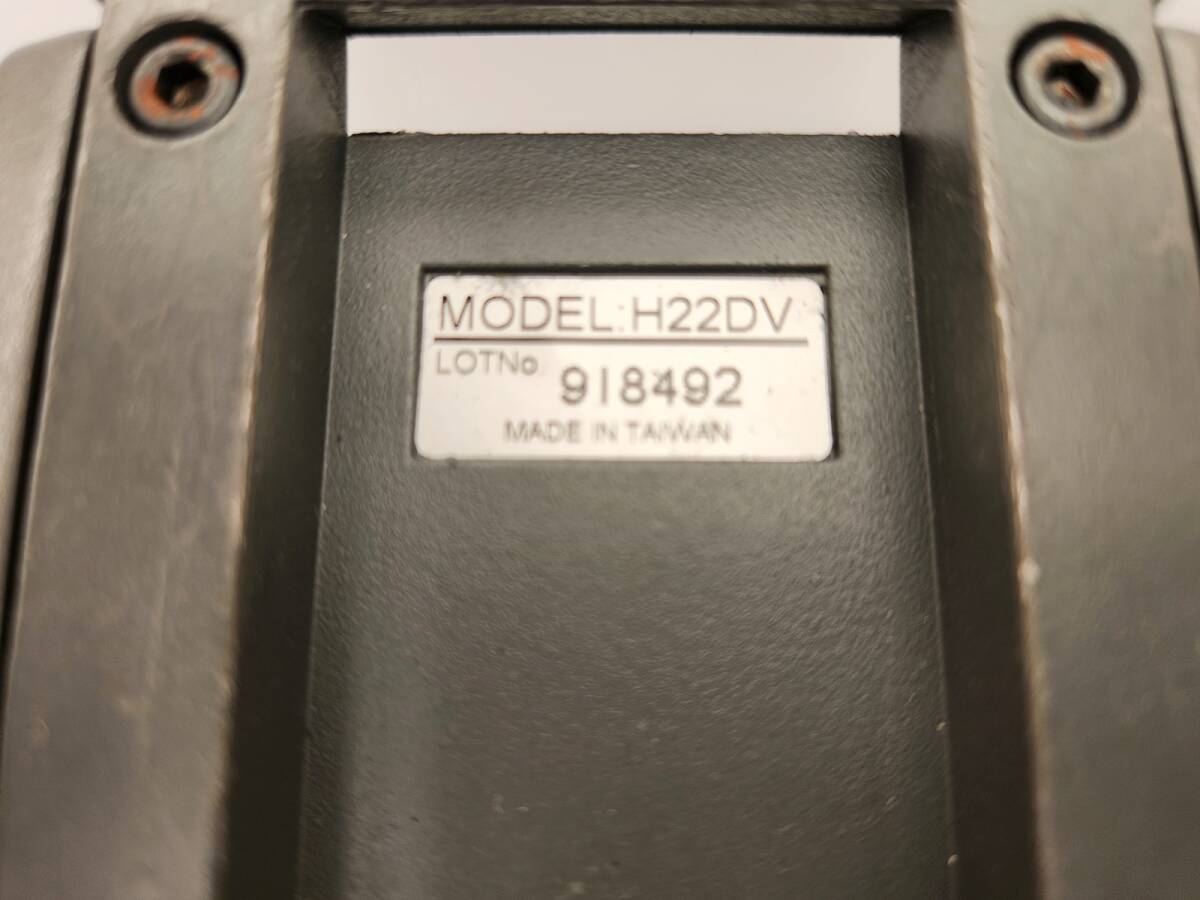 MODEL:H22DV
LOTNo.
918492
MADE IN TAIWAN